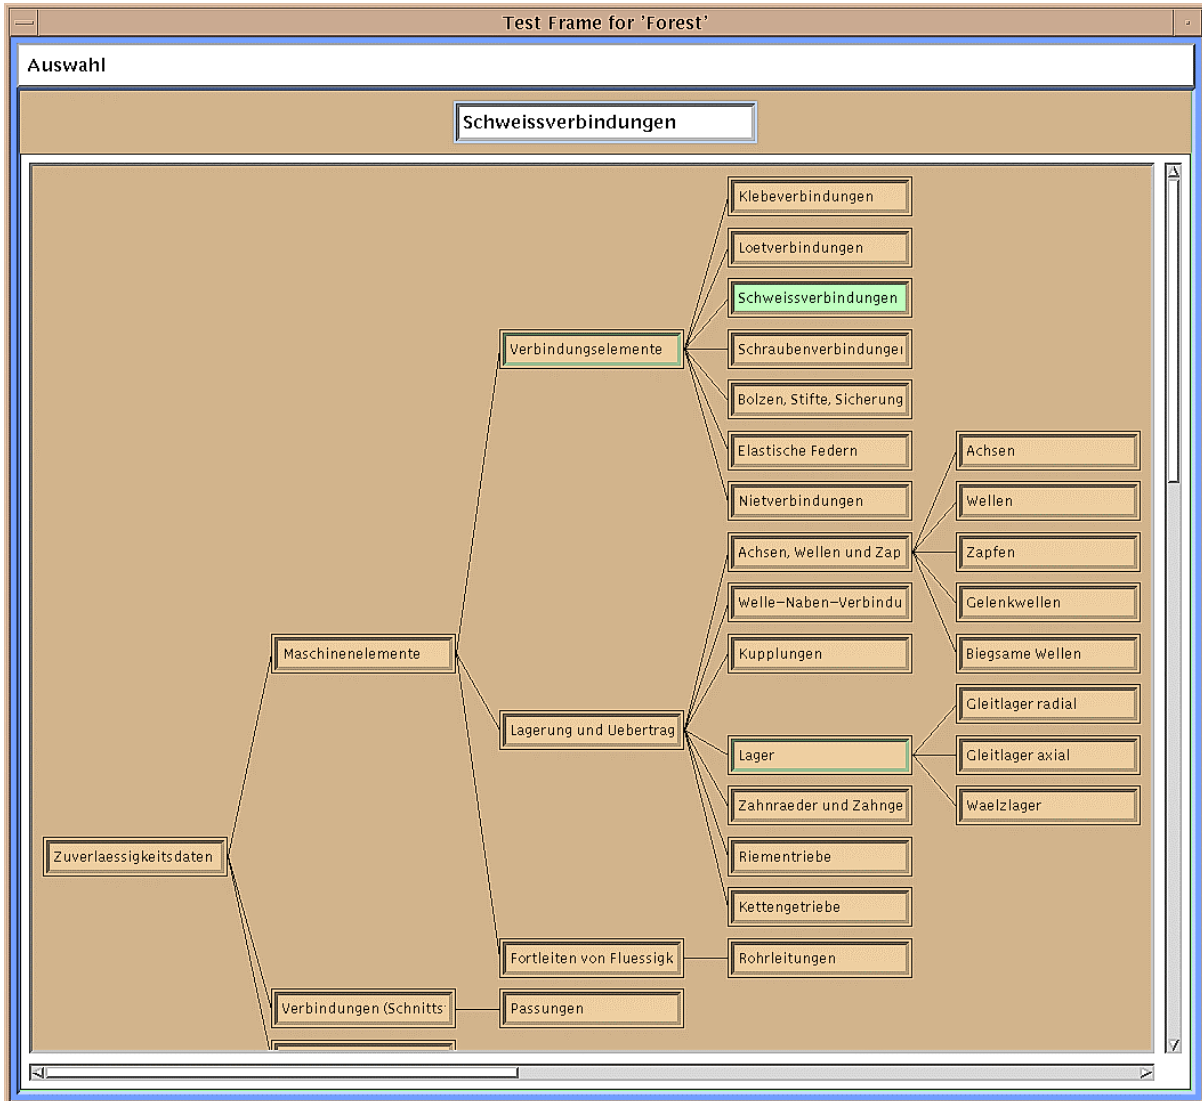 Test Frame for 'Forest'
Auswahl
Schweissverbindungen
Klebeverbindungen
Loetverbindungen
Schweissverbindungen
Verbindungselemente
Schraubenverbindungen
Bolzen, Stifte, Sicherung
Elastische Federn
Achsen
Nietverbindungen
Wellen
Achsen, Wellen und Zap
Zapfen
Welle-Naben-Verbindu
Gelenkwellen
Maschinenelemente
Kupplungen
Biegsame Wellen
Gleitlager radial
Lagerung und Uebertrag
Lager
Gleitlager axial
Zahnraeder und Zahnge
Waelzlager
Zuverlaessigkeitsdaten
Riementriebe
Kettengetriebe
Fortleiten von Fluessigk
Rohrleitungen
Verbindungen (Schnitts
Passungen